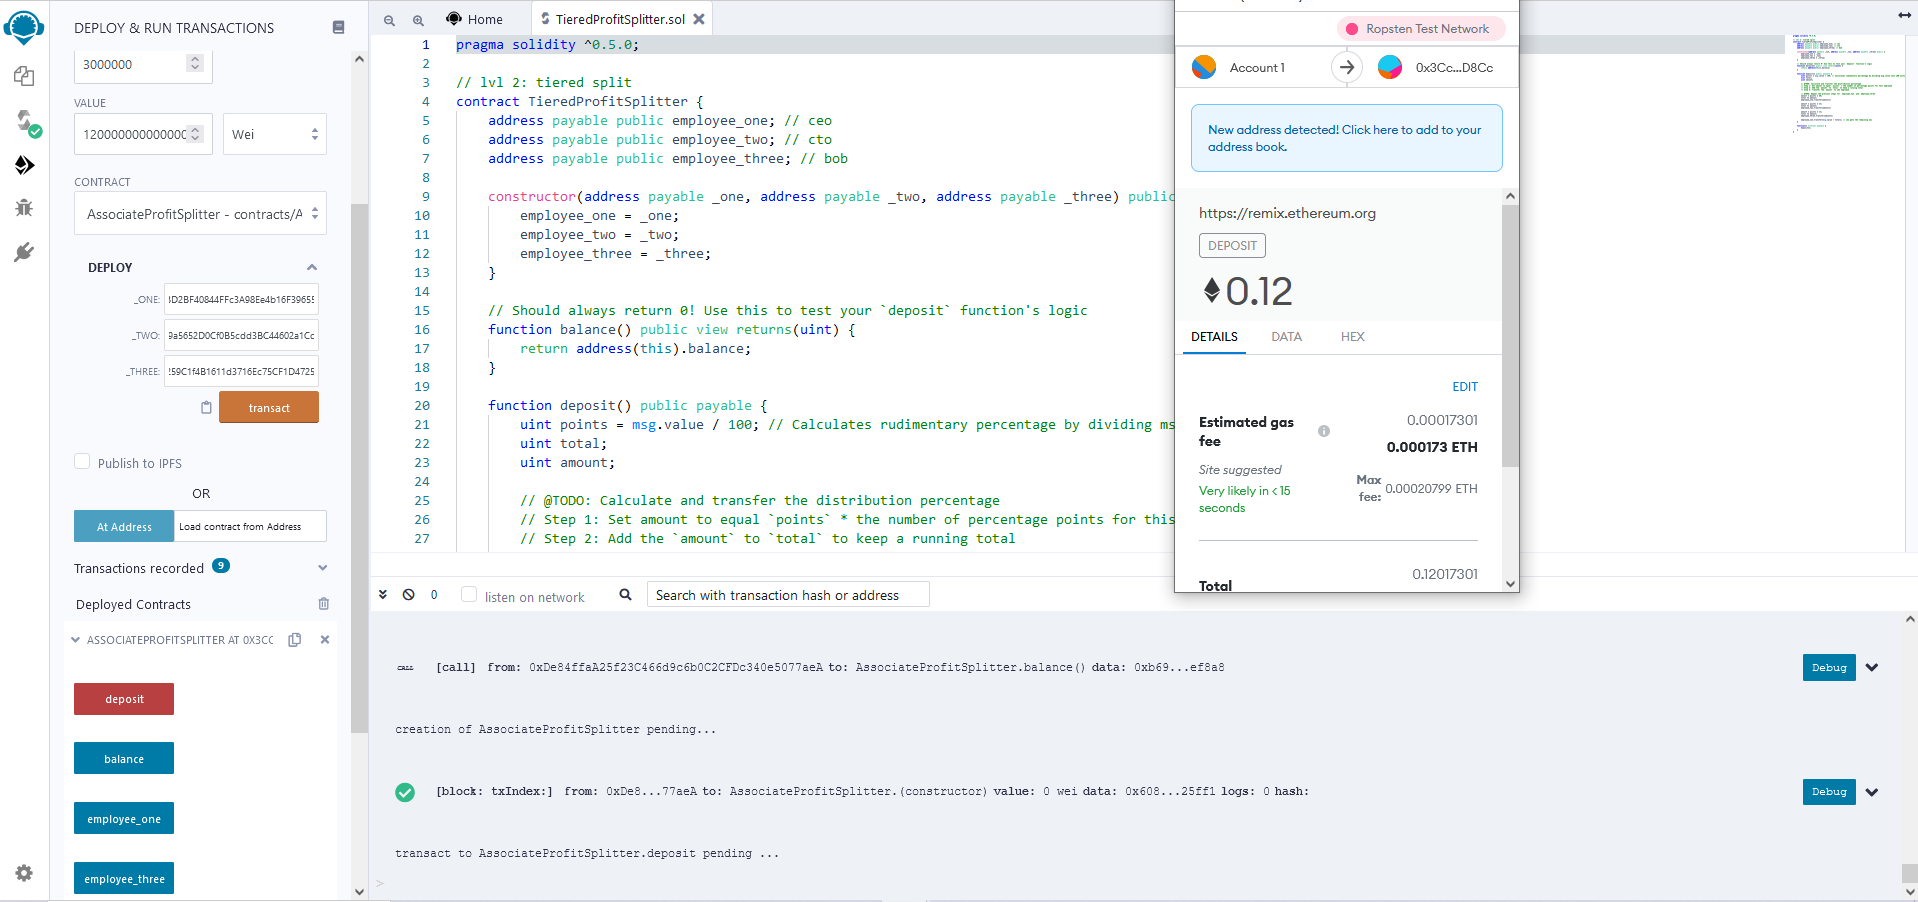 DEPLOY & RUN TRANSACTIONS
3000000
VALUE
12000000000000
Wei
CONTRACT
AssociateProfitSplitter - contracts/A
DEPLOY
_ONE:
_TWO:
_THREE:
transact
Publish to IPFS
OR
At Address
Load contract from Address
Transactions recorded 9
Deployed Contracts
ASSOCIATEPROFITSPLITTER AT 0X3CC
deposit
balance
employee_one
employee_three
Home
TieredProfitSplitter.sol
1 pragma solidity ^0.5.0;
2
3 // lvl 2: tiered split
4 contract TieredProfitSplitter {
5 address payable public employee_one; // ceo
6 address payable public employee_two; // cto
7 address payable public employee_three; // bob
8
9 constructor(address payable _one, address payable _two, address payable _three) public
10 employee_one = _one;
11 employee_two = _two;
12 employee_three = _three;
13 }
14
15 // Should always return 0! Use this to test your `deposit` function's logic
16 function balance() public view returns(uint) {
17 return address(this).balance;
18 }
19
20 function deposit() public payable {
21 uint points = msg.value / 100; // Calculates rudimentary percentage by dividing ms
22 uint total;
23 uint amount;
24
25 // @TODO: Calculate and transfer the distribution percentage
26 // Step 1: Set amount to equal `points` * the number of percentage points for this
27 // Step 2: Add the `amount` to `total` to keep a running total
0
listen on network
Search with transaction hash or address
CALL [call] from: 0xDe84ffaA25f23C466d9c6b0C2CFDc340e5077aeA to: AssociateProfitSplitter.balance() data: 0xb69...ef8a8
Debug
creation of AssociateProfitSplitter pending...
[block: txIndex:] from: 0xDe8...77aeA to: AssociateProfitSplitter.(constructor) value: 0 wei data: 0x608...25ff1 logs: 0 hash:
Debug
transact to AssociateProfitSplitter.deposit pending ...
>
Ropsten Test Network
Account 1
0x3Cc...D8Cc
New address detected! Click here to add to your
address book.
https://remix.ethereum.org
DEPOSIT
0.12
DETAILS
DATA
HEX
EDIT
Estimated gas
fee
0.00017301
0.000173 ETH
Site suggested
Very likely in < 15
seconds
Max
fee:
0.00020799 ETH
Total
0.12017301